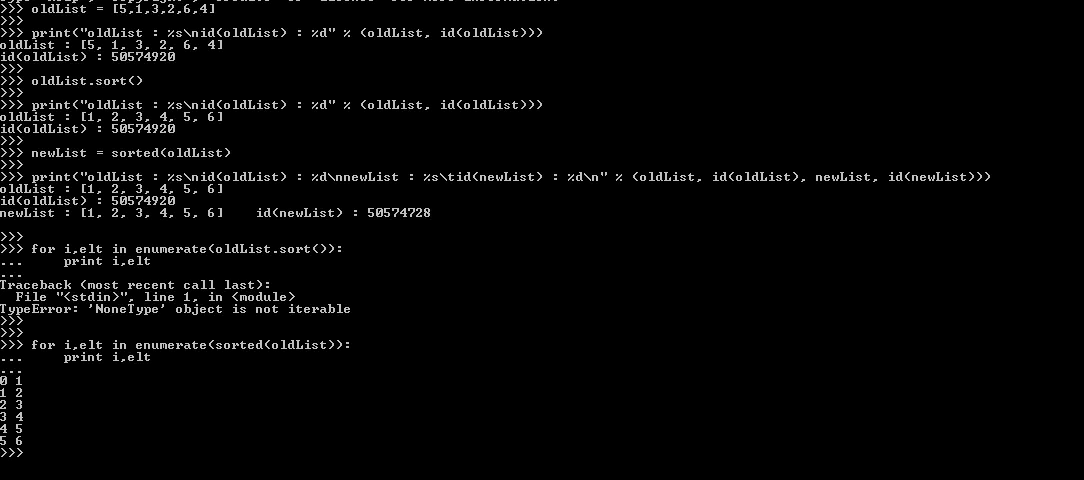 >>> oldList = [5,1,3,2,6,4]
>>>
>>> print("oldList : %s\nid(oldList) : %d" % (oldList, id(oldList)))
oldList : [5, 1, 3, 2, 6, 4]
id(oldList) : 50574920
>>>
>>> oldList.sort()
>>>
>>> print("oldList : %s\nid(oldList) : %d" % (oldList, id(oldList)))
oldList : [1, 2, 3, 4, 5, 6]
id(oldList) : 50574920
>>>
>>> newList = sorted(oldList)
>>>
>>> print("oldList : %s\nid(oldList) : %d\nnewList : %s\tid(newList) : %d\n" % (oldList, id(oldList), newList, id(newList)))
oldList : [1, 2, 3, 4, 5, 6]
id(oldList) : 50574920
newList : [1, 2, 3, 4, 5, 6]    id(newList) : 50574728
>>>
>>> for i,elt in enumerate(oldList.sort()):
...     print i,elt
...
Traceback (most recent call last):
  File "<stdin>", line 1, in <module>
TypeError: 'NoneType' object is not iterable
>>>
>>>
>>> for i,elt in enumerate(sorted(oldList)):
...     print i,elt
...
0 1
1 2
2 3
3 4
4 5
5 6
>>>